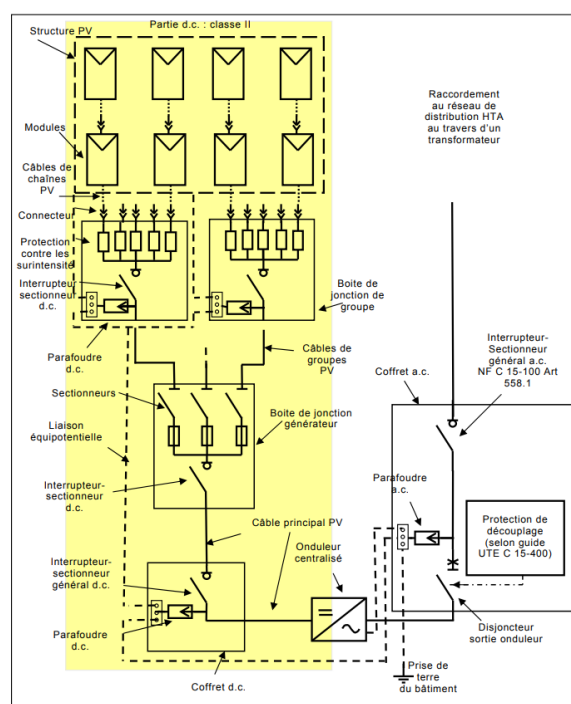 Partie d.c. : classe II
Structure PV
Modules
Câbles de
chaînes
PV
Connecteur
Protection
contre les
surintensité
Interrupteur
sectionneur
d.c.
Parafoudre
d.c.
Boite de
jonction de
groupe
Câbles de
groupes
PV
Sectionneurs
Liaison
équipotentielle
Boite de jonction
générateur
Interrupteur-
sectionneur
d.c.
Câble principal PV
Onduleur
centralisé
Interrupteur-
sectionneur
général d.c.
Parafoudre
d.c.
Coffret d.c.
Raccordement
au réseau de
distribution HTA
au travers d'un
transformateur
Interrupteur-
Sectionneur
général a.c.
NF C 15-100 Art
558.1
Coffret a.c.
Parafoudre
a.c.
Protection de
découplage
(selon guide
UTE C 15-400)
Disjoncteur
sortie onduleur
Prise de
terre
du bâtiment